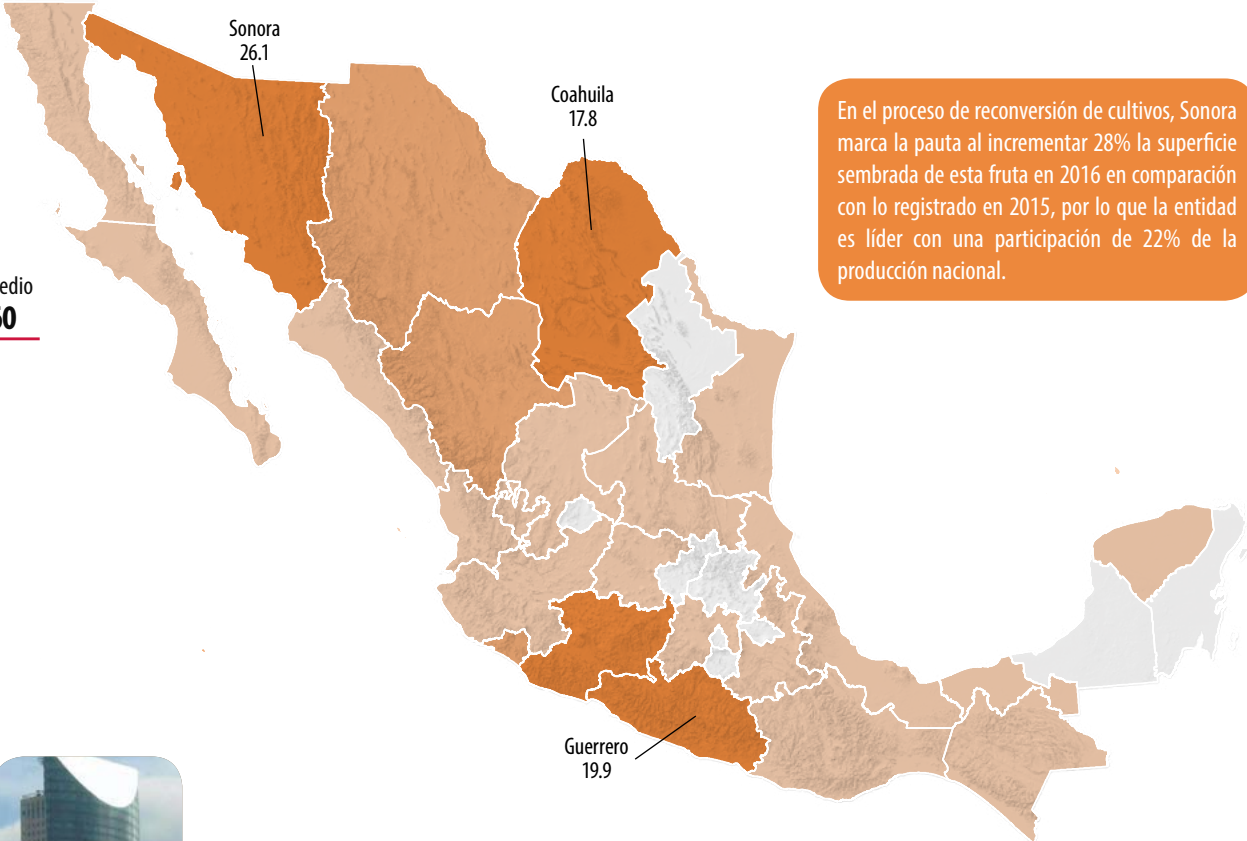 Sonora
26.1
Coahuila
17.8
En el proceso de reconversión de cultivos, Sonora
marca la pauta al incrementar 28% la superficie
sembrada de esta fruta en 2016 en comparación
con lo registrado en 2015, por lo que la entidad
es líder con una participación de 22% de la
producción nacional.
Guerrero
19.9